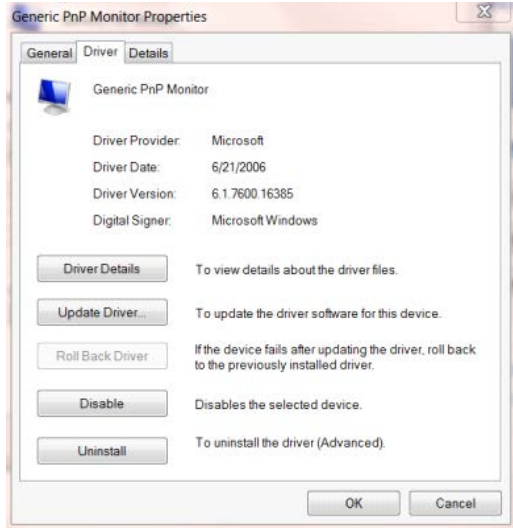 Generic PnP Monitor Properties
General Driver Details
Generic PnP Monitor
Driver Provider: Microsoft
Driver Date: 6/21/2006
Driver Version: 6.1.7600.16385
Digital Signer: Microsoft Windows
Driver Details To view details about the driver files.
Update Driver... To update the driver software for this device.
Roll Back Driver If the device fails after updating the driver, roll back
to the previously installed driver.
Disable Disables the selected device.
Uninstall To uninstall the driver (Advanced).
OK Cancel